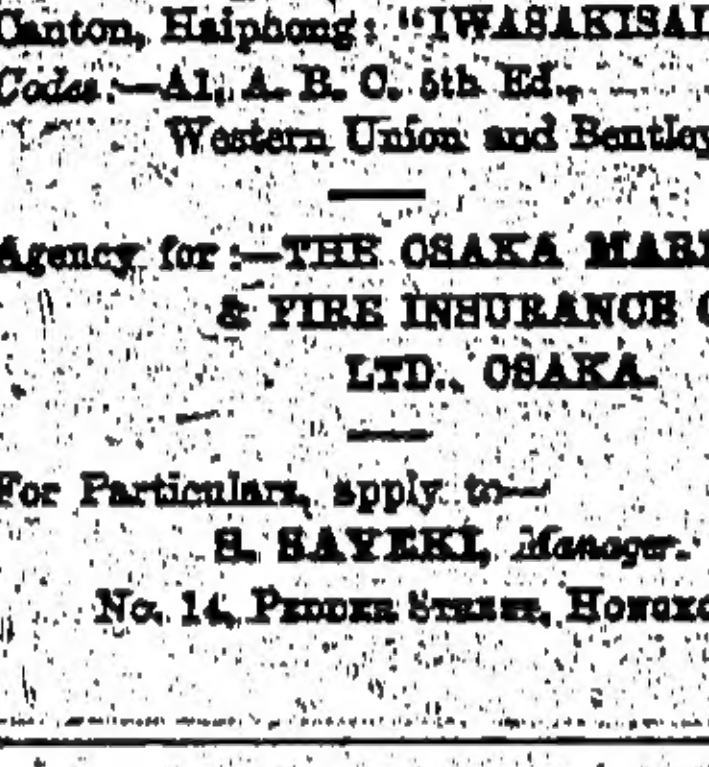 Canton, Haiphong: "IWASAKISAL
Codes:—A1, A. B. C. 5th Ed.,
Western Union and Bentley
Agency for:—THE OSAKA MARI
& FIRE INSURANCE C
LTD., OSAKA.
For Particulars, apply to—
S. SAYEKI, Manager.
No. 14, PEDDER STREET, HONGKO